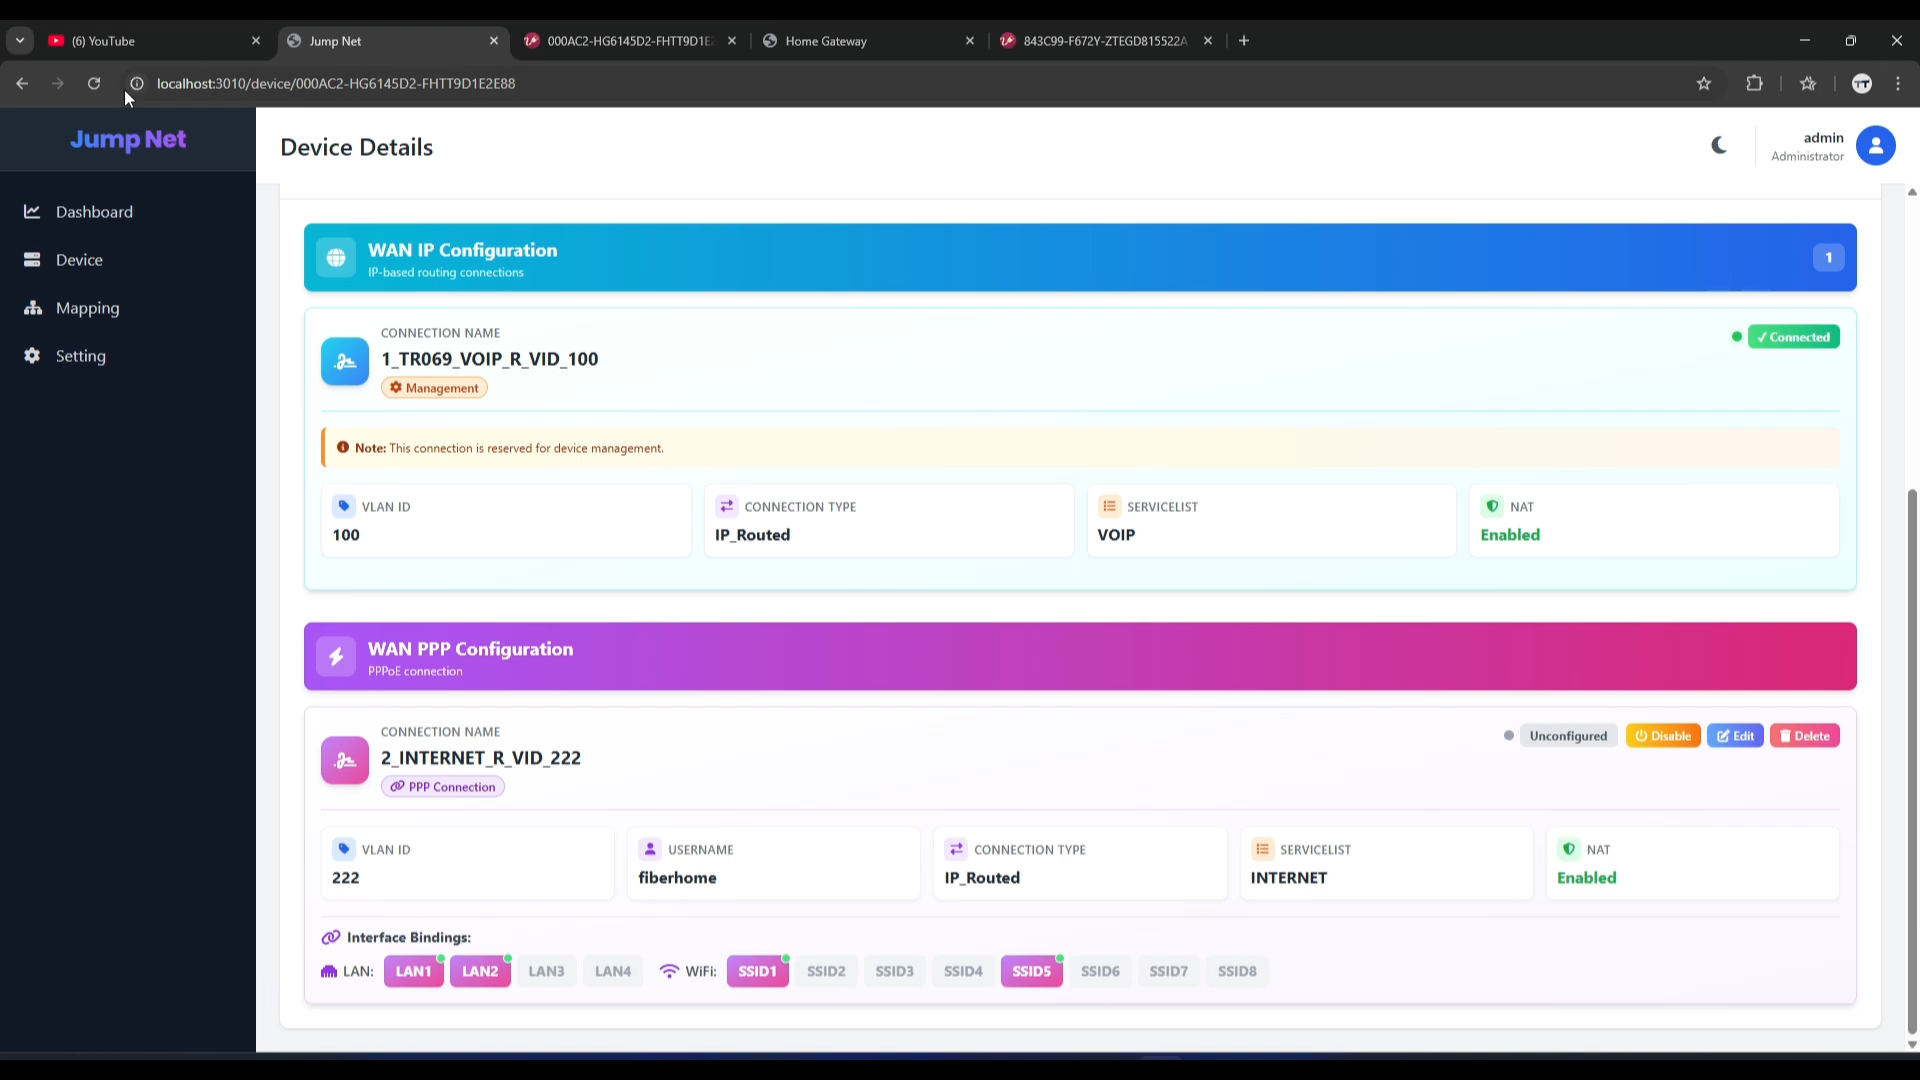 (6) YouTube
Jump Net
000AC2-HG6145D2-FHTT9D1E
Home Gateway
843C99-F672Y-ZTEGD815522A
localhost:3010/device/000AC2-HG6145D2-FHTT9D1E2E88
Jump Net
Device Details
admin
Administrator
Dashboard
Device
Mapping
Setting
WAN IP Configuration
IP-based routing connections
1
CONNECTION NAME
1_TR069_VOIP_R_VID_100
Management
✓ Connected
Note: This connection is reserved for device management.
VLAN ID
100
CONNECTION TYPE
IP_Routed
SERVICELIST
VOIP
NAT
Enabled
WAN PPP Configuration
PPPoE connection
CONNECTION NAME
2_INTERNET_R_VID_222
PPP Connection
Unconfigured
Disable
Edit
Delete
VLAN ID
222
USERNAME
fiberhome
CONNECTION TYPE
IP_Routed
SERVICELIST
INTERNET
NAT
Enabled
Interface Bindings:
LAN: LAN1 LAN2 LAN3 LAN4 WiFi: SSID1 SSID2 SSID3 SSID4 SSID5 SSID6 SSID7 SSID8